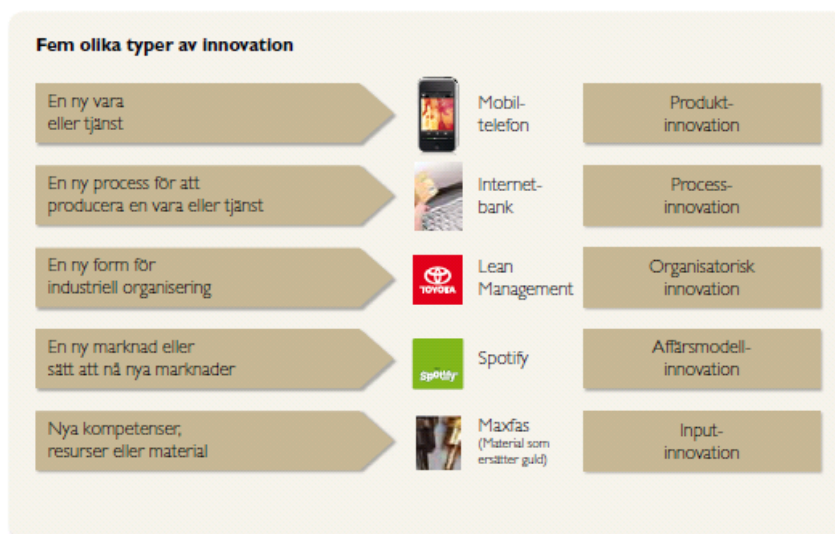 Fem olika typer av innovation
En ny vara
eller tjänst
Mobil-
telefon
Produkt-
innovation
En ny process för att
producera en vara eller tjänst
Internet-
bank
Process-
innovation
En ny form för
industriell organisering
TOYOTA
Lean
Management
Organisatorisk
innovation
En ny marknad eller
sätt att nå nya marknader
Spotify
Spotify
Affärsmodell-
innovation
Nya kompetenser,
resurser eller material
Maxfas
(Material som
ersätter guld)
Input-
innovation